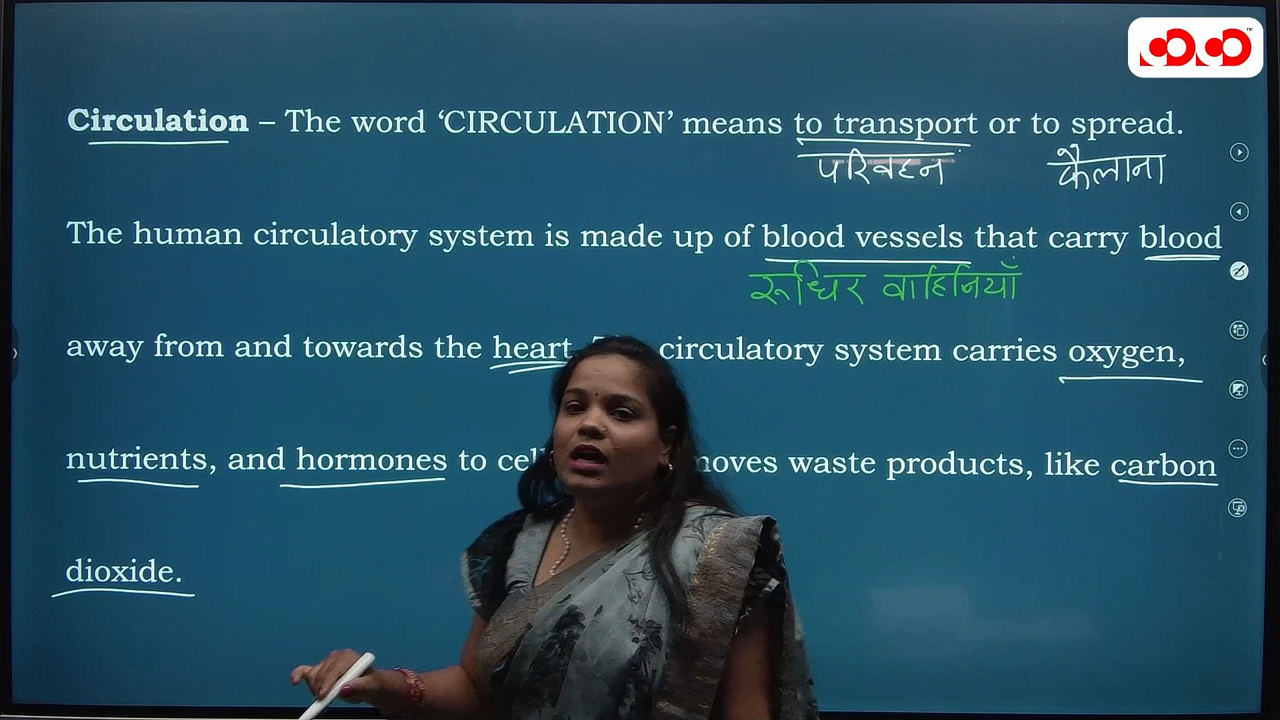 Circulation – The word ‘CIRCULATION’ means to transport or to spread.
परिवहन फैलाना
The human circulatory system is made up of blood vessels that carry blood
रूधिर वाहिनियाँ
away from and towards the heart. circulatory system carries oxygen,
nutrients, and hormones to waste products, like carbon
dioxide.